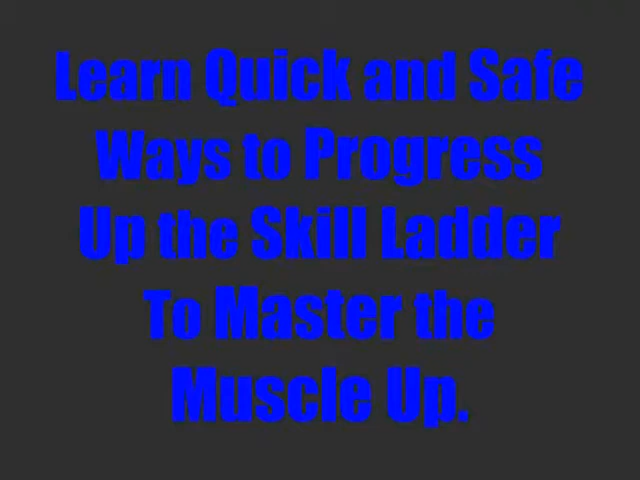 Learn Quick and Safe
Ways to Progress
Up the Skill Ladder
To Master the
Muscle Up.